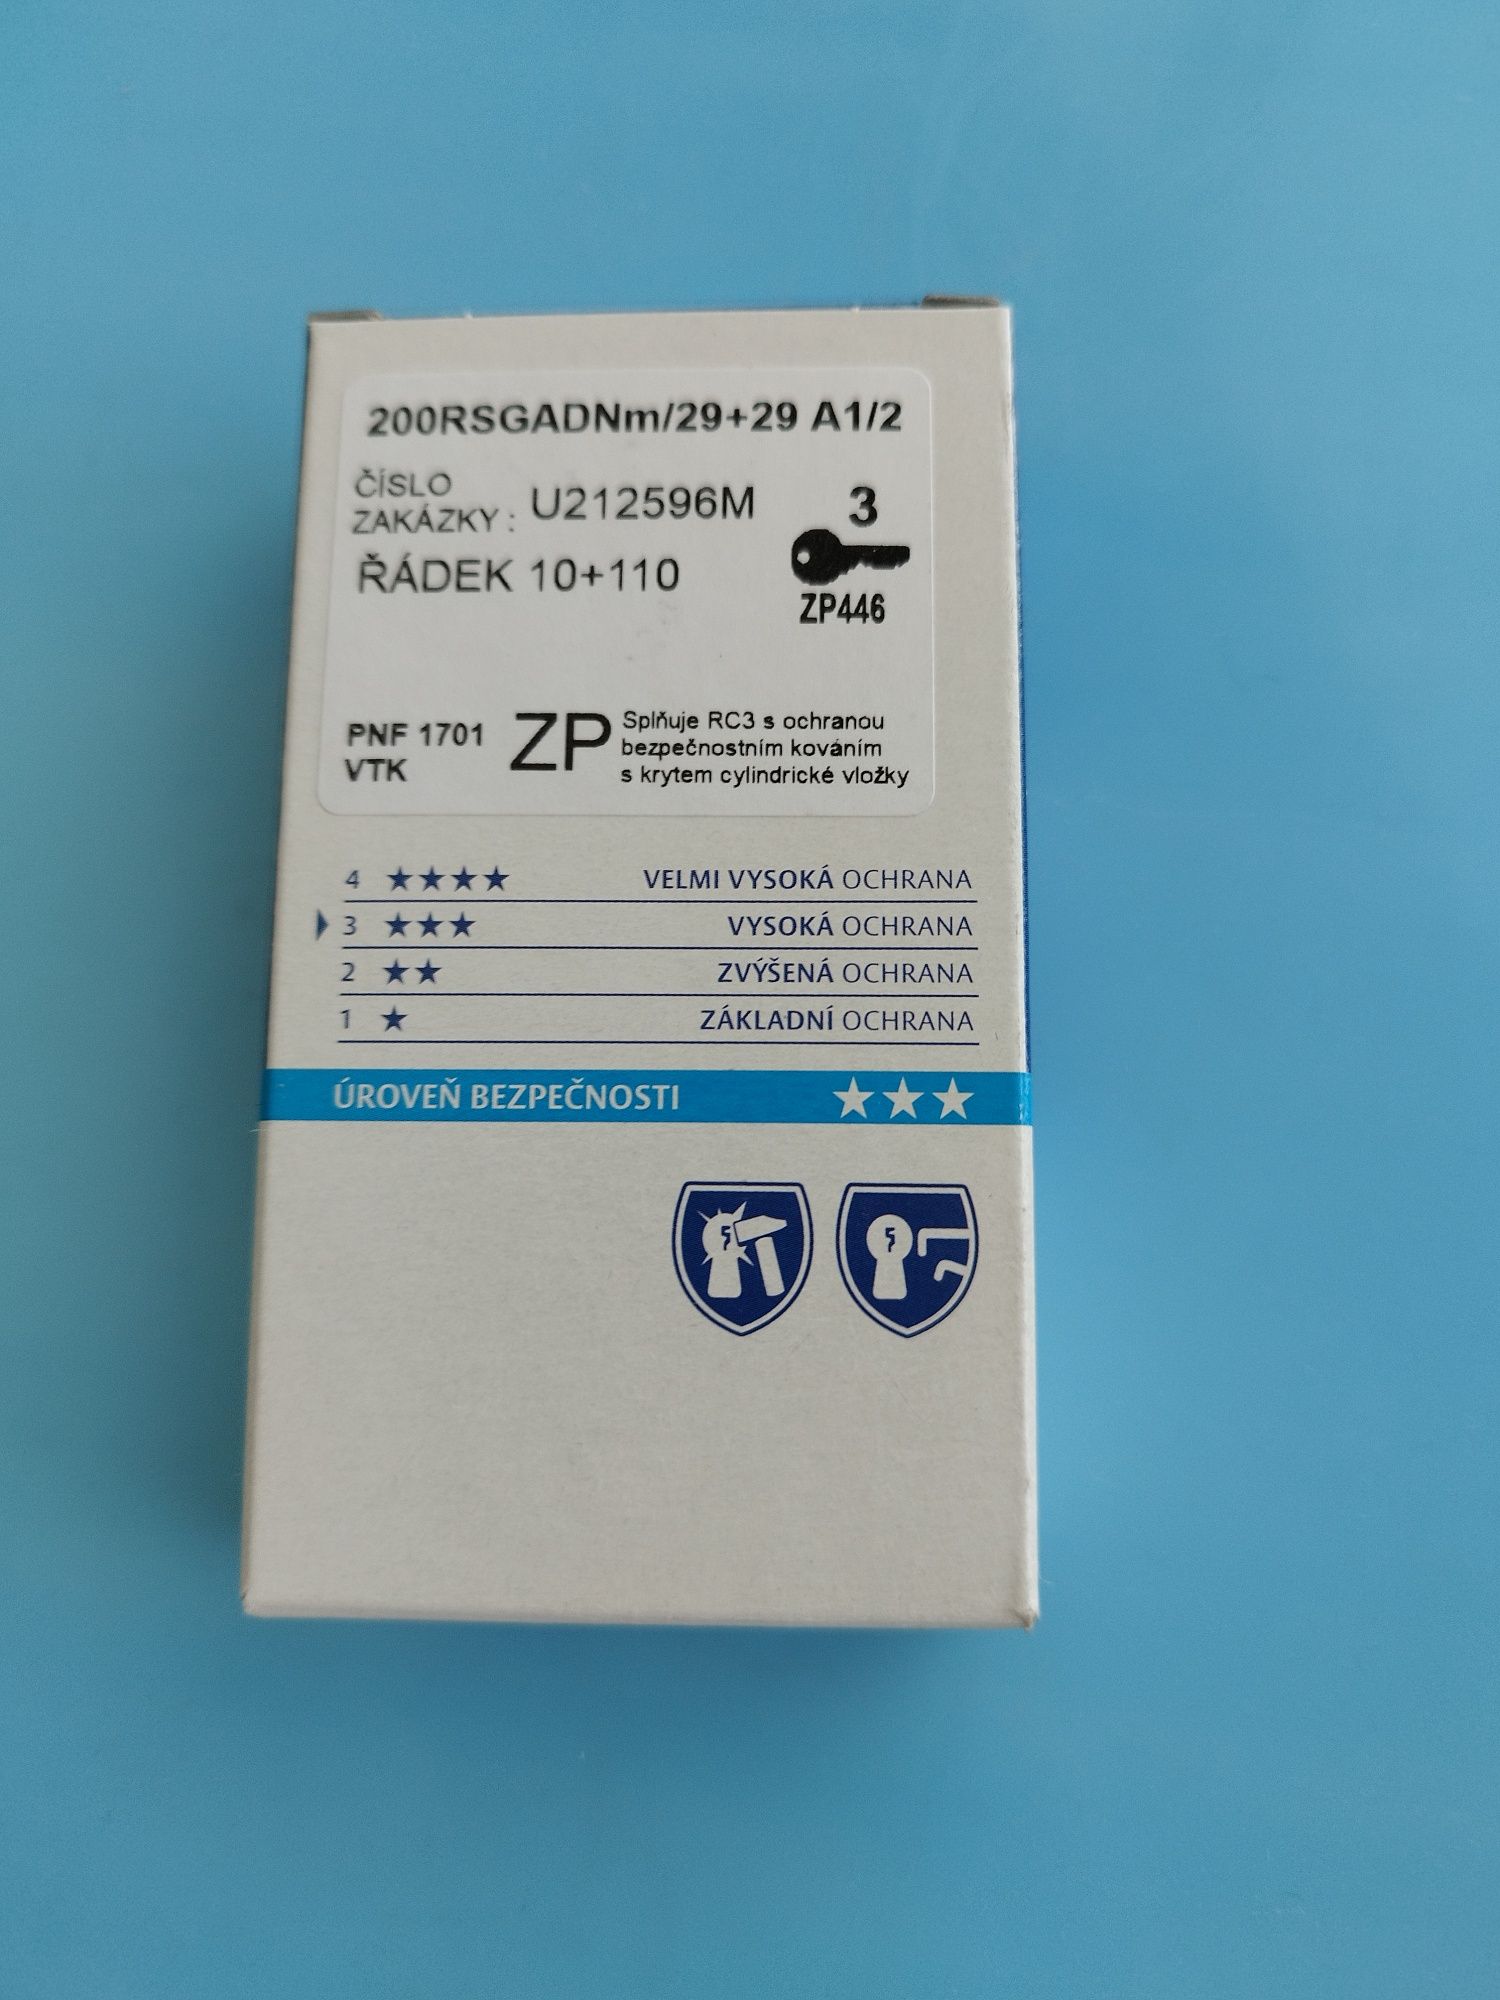 200RSGADNm/29+29 A1/2
ČÍSLO
ZAKÁZKY : U212596M
3
ŘÁDEK 10+110
ZP446
PNF 1701
VTK
ZP
Splňuje RC3 s ochranou
bezpečnostním kováním
s krytem cylindrické vložky
4 ★★★★ VELMI VYSOKÁ OCHRANA
3 ★★★ VYSOKÁ OCHRANA
2 ★★ ZVÝŠENÁ OCHRANA
1 ★ ZÁKLADNÍ OCHRANA
ÚROVEŇ BEZPEČNOSTI ★★★